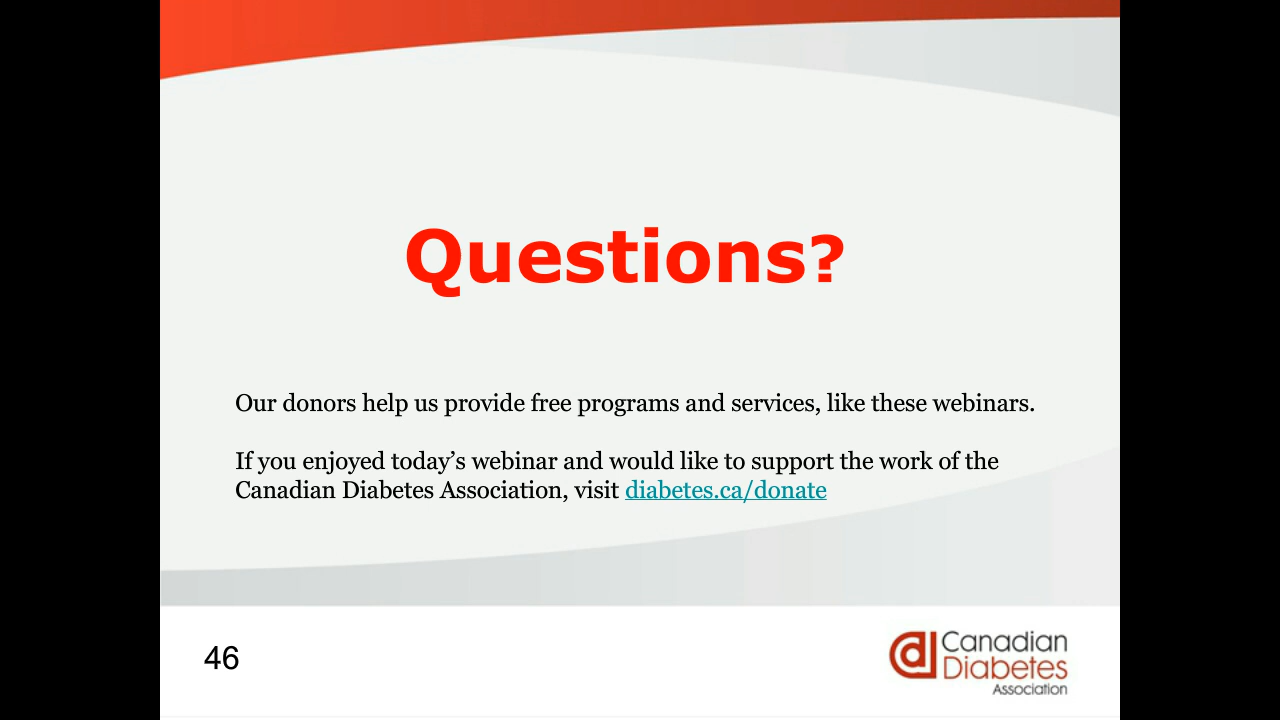 Questions?
Our donors help us provide free programs and services, like these webinars.
If you enjoyed today’s webinar and would like to support the work of the
Canadian Diabetes Association, visit diabetes.ca/donate
46
Canadian
Diabetes
Association